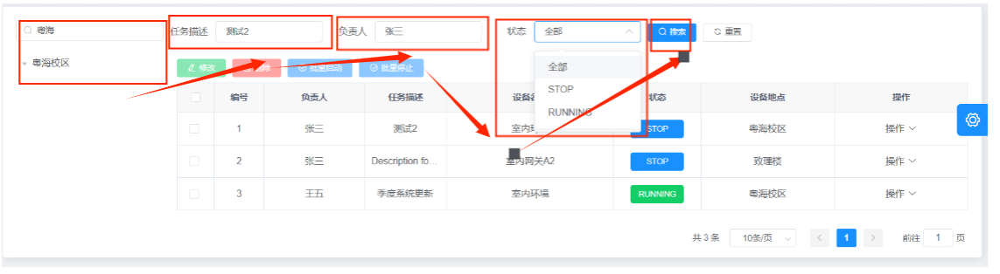 粤海 任务描述 测试2 负责人 张三 状态 全部 搜索 重置
粤海校区
修改 删除 批量启动 批量停止
全部
STOP
RUNNING
编号 负责人 任务描述 设备名 状态 设备地点 操作
1 张三 测试2 室内环 STOP 粤海校区 操作
2 张三 Description fo... 室内网关A2 STOP 致理楼 操作
3 王五 季度系统更新 室内环境 RUNNING 粤海校区 操作
共 3 条 10条/页 1 前往 1 页